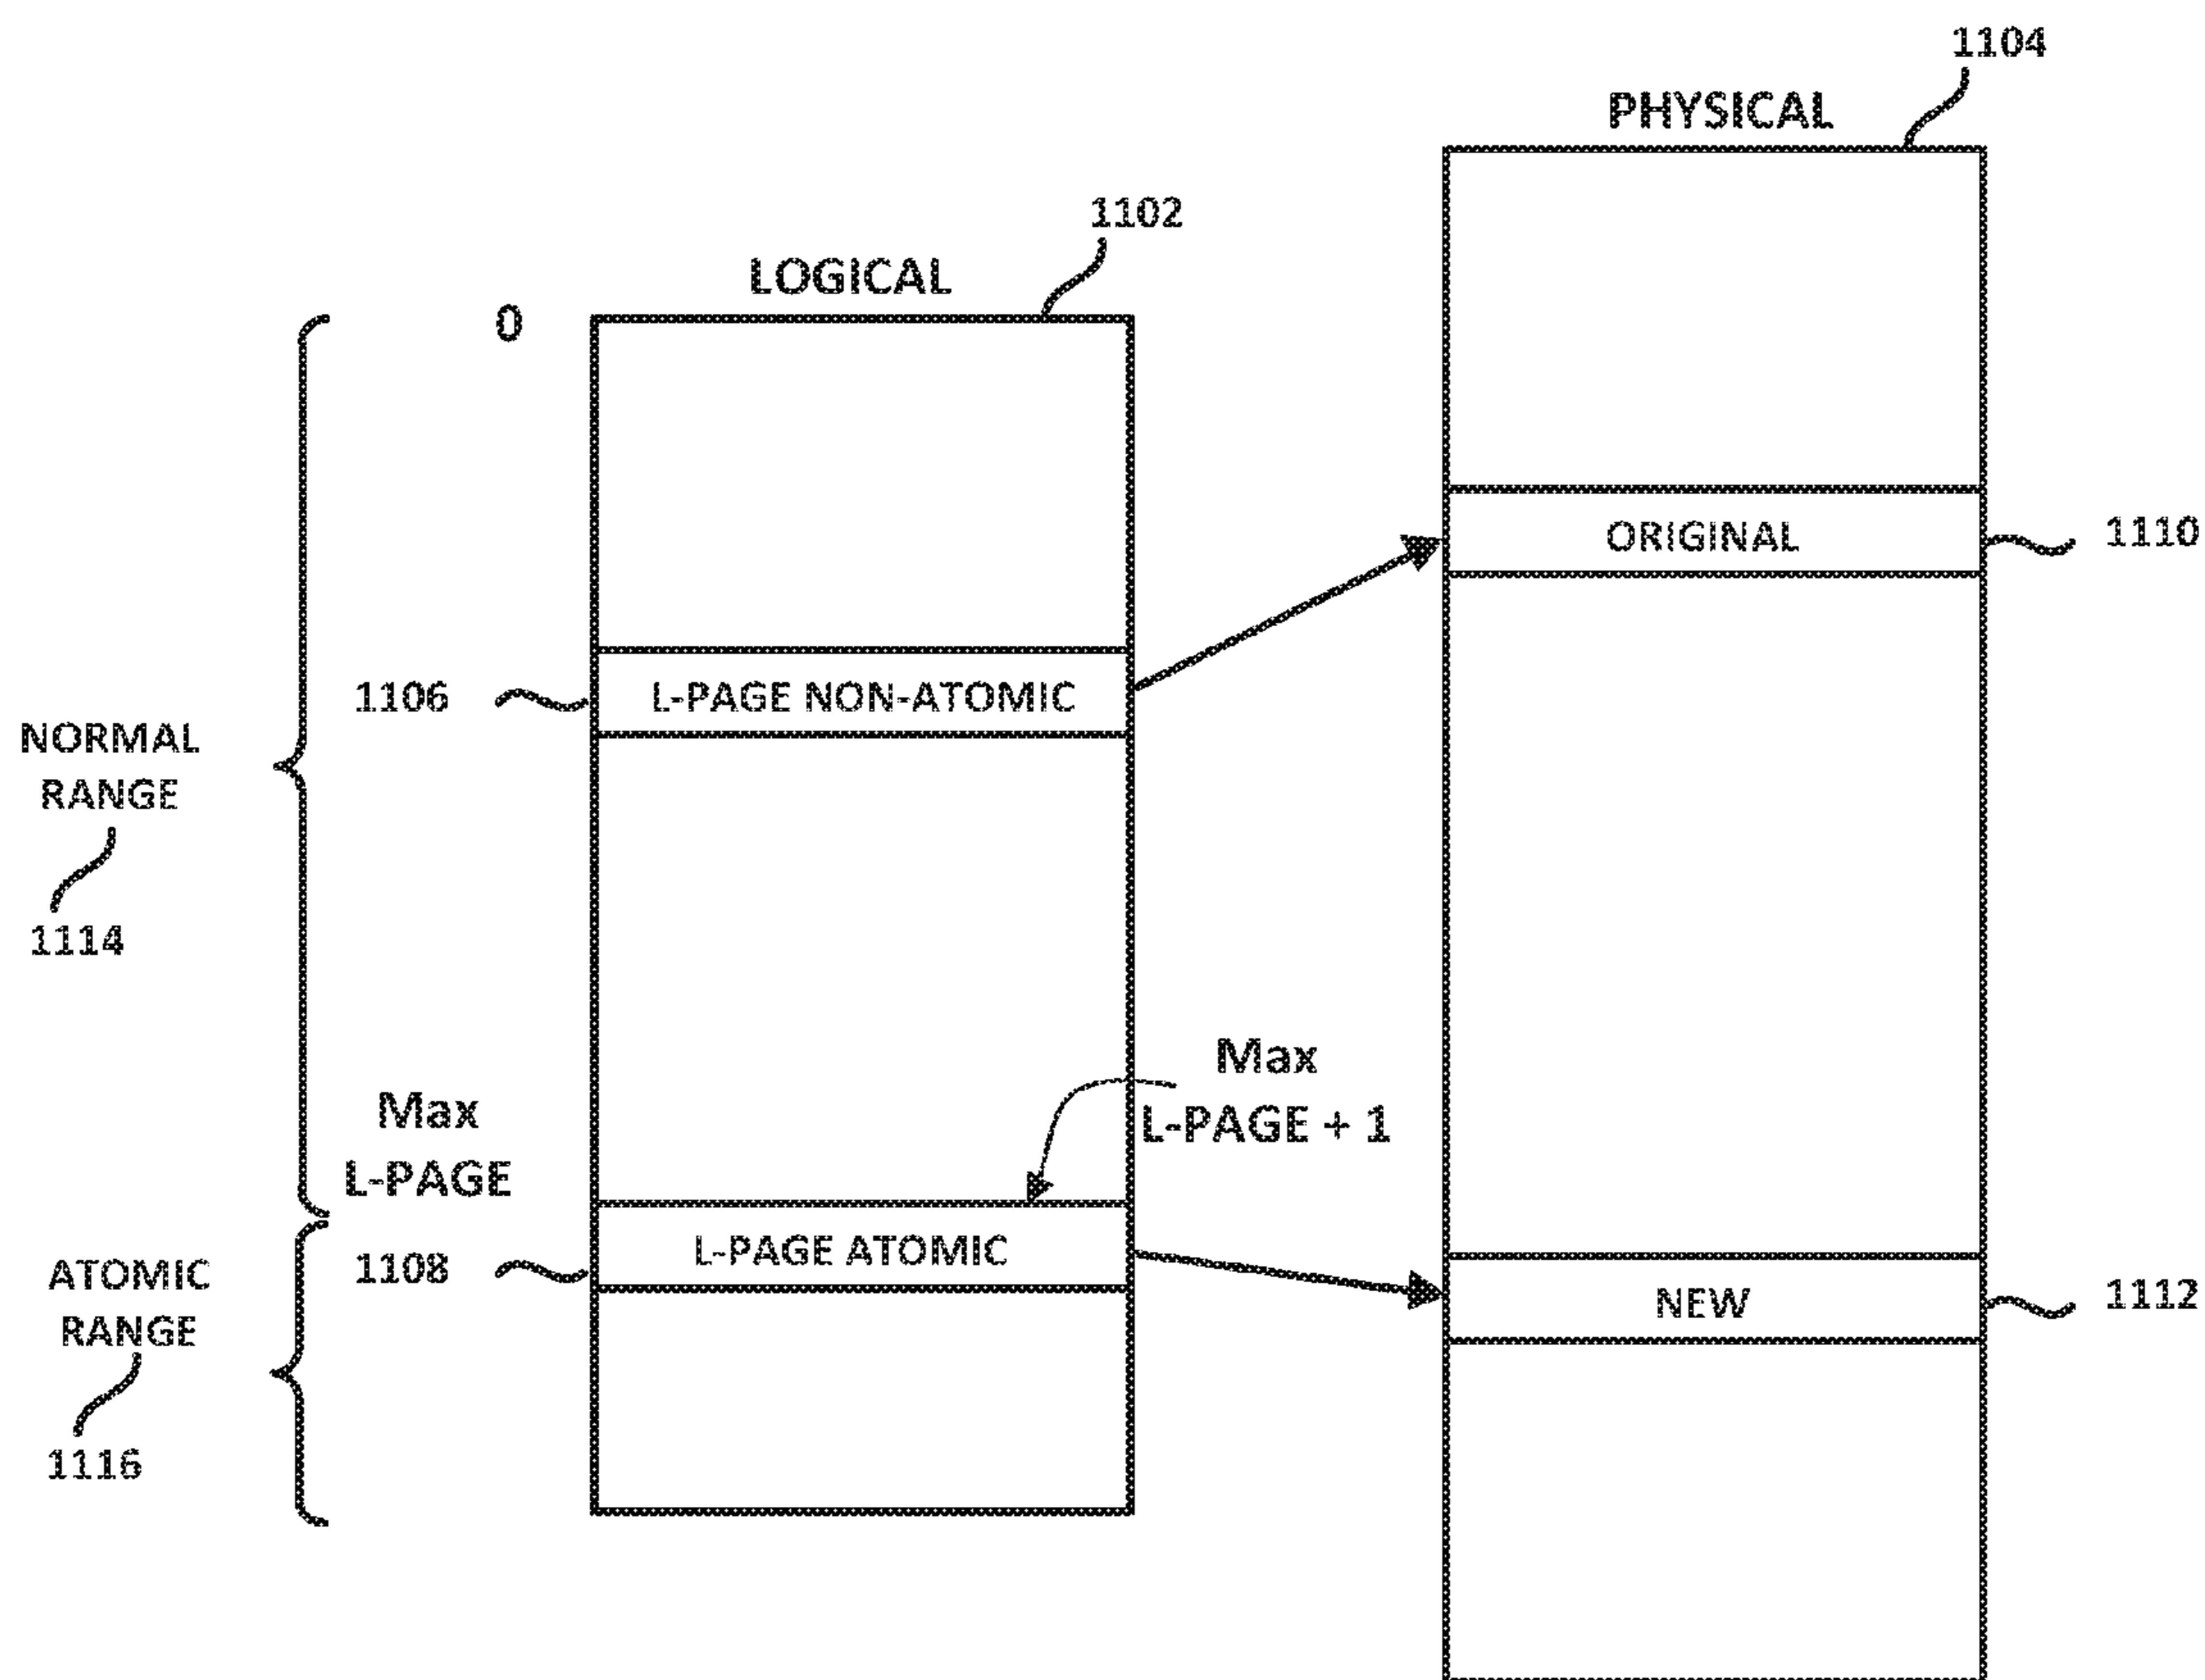 1104
PHYSICAL
1102
LOGICAL
0
ORIGINAL
1110
1106
L-PAGE NON-ATOMIC
NORMAL
RANGE
1114
Max
L-PAGE + 1
Max
L-PAGE
L-PAGE ATOMIC
1108
ATOMIC
RANGE
1116
NEW
1112